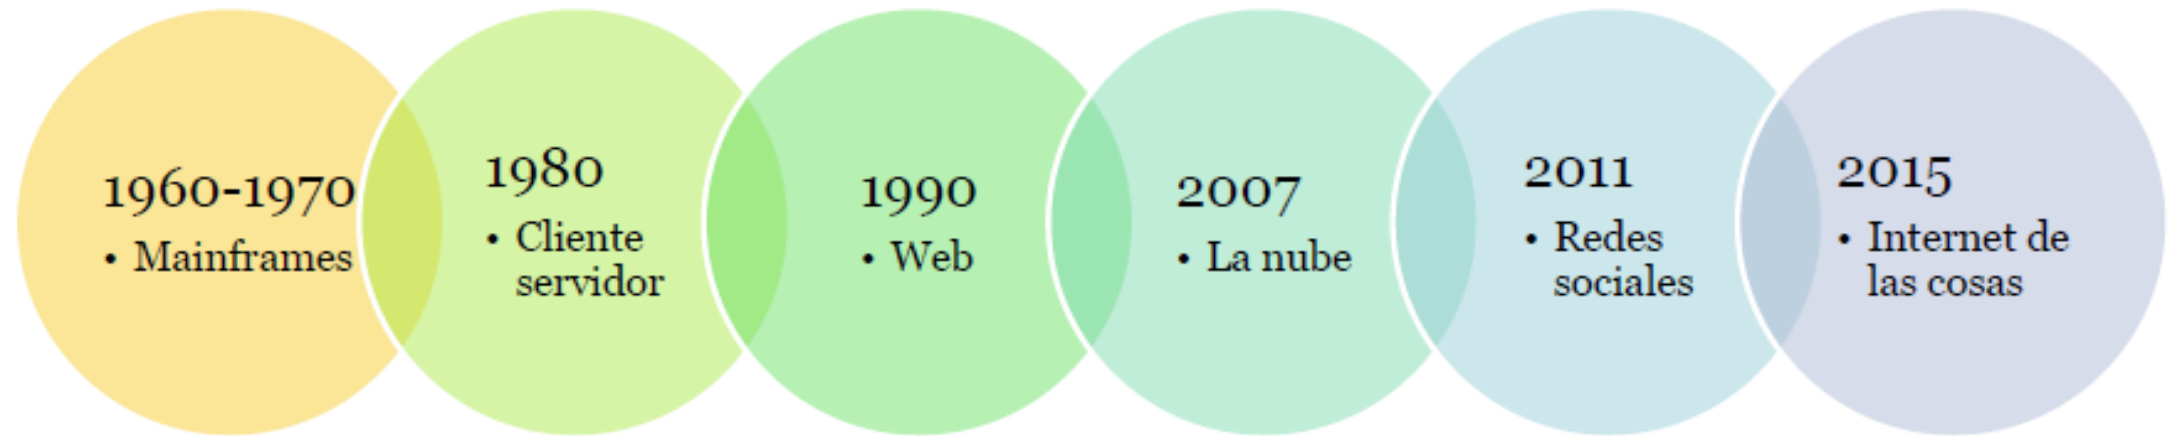 1960-1970
• Mainframes
1980
• Cliente
servidor
1990
• Web
2007
• La nube
2011
• Redes
sociales
2015
• Internet de
las cosas